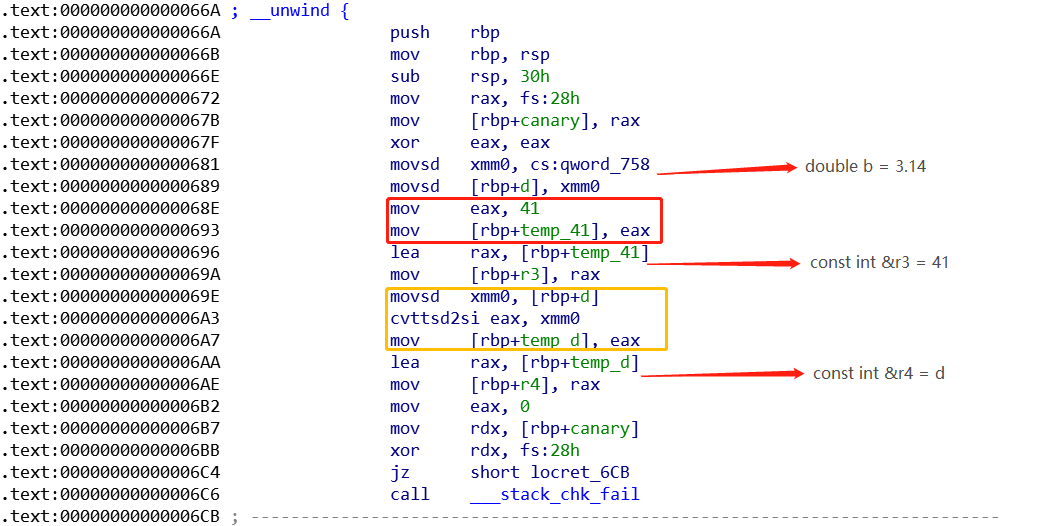 .text:000000000000066A ; __unwind {
.text:000000000000066A push rbp
.text:000000000000066B mov rbp, rsp
.text:000000000000066E sub rsp, 30h
.text:0000000000000672 mov rax, fs:28h
.text:000000000000067B mov [rbp+canary], rax
.text:000000000000067F xor eax, eax
.text:0000000000000681 movsd xmm0, cs:qword_758 double b = 3.14
.text:0000000000000689 movsd [rbp+d], xmm0
.text:000000000000068E mov eax, 41
.text:0000000000000693 mov [rbp+temp_41], eax
.text:0000000000000696 lea rax, [rbp+temp_41] const int &r3 = 41
.text:000000000000069A mov [rbp+r3], rax
.text:000000000000069E movsd xmm0, [rbp+d]
.text:00000000000006A3 cvttsd2si eax, xmm0
.text:00000000000006A7 mov [rbp+temp_d], eax
.text:00000000000006AA lea rax, [rbp+temp_d] const int &r4 = d
.text:00000000000006AE mov [rbp+r4], rax
.text:00000000000006B2 mov eax, 0
.text:00000000000006B7 mov rdx, [rbp+canary]
.text:00000000000006BB xor rdx, fs:28h
.text:00000000000006C4 jz short locret_6CB
.text:00000000000006C6 call ___stack_chk_fail
.text:00000000000006CB ; ---------------------------------------------------------------------------